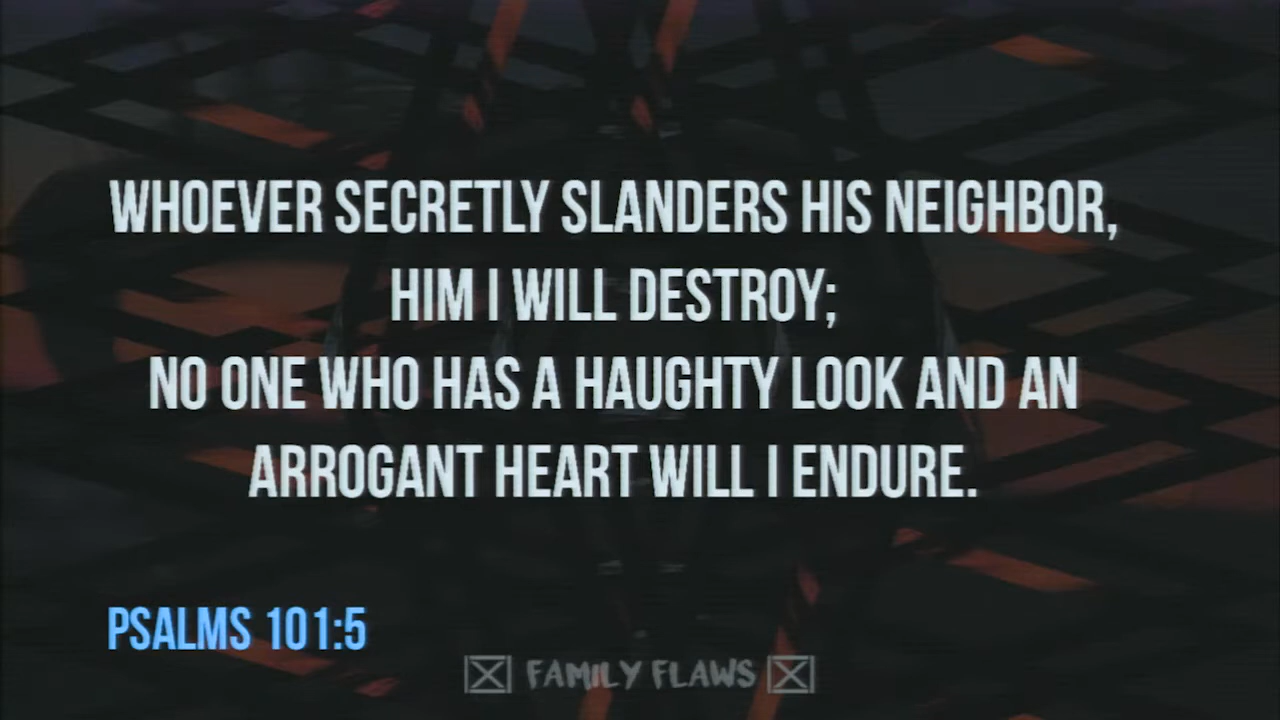 WHOEVER SECRETLY SLANDERS HIS NEIGHBOR,
HIM I WILL DESTROY;
NO ONE WHO HAS A HAUGHTY LOOK AND AN
ARROGANT HEART WILL I ENDURE.
PSALMS 101:5
FAMILY FLAWS